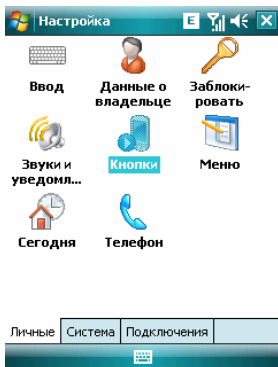 Настройка E
Ввод Данные о владельце Заблоки-ровать
Звуки и уведомл... Кнопки Меню
Сегодня Телефон
Личные Система Подключения